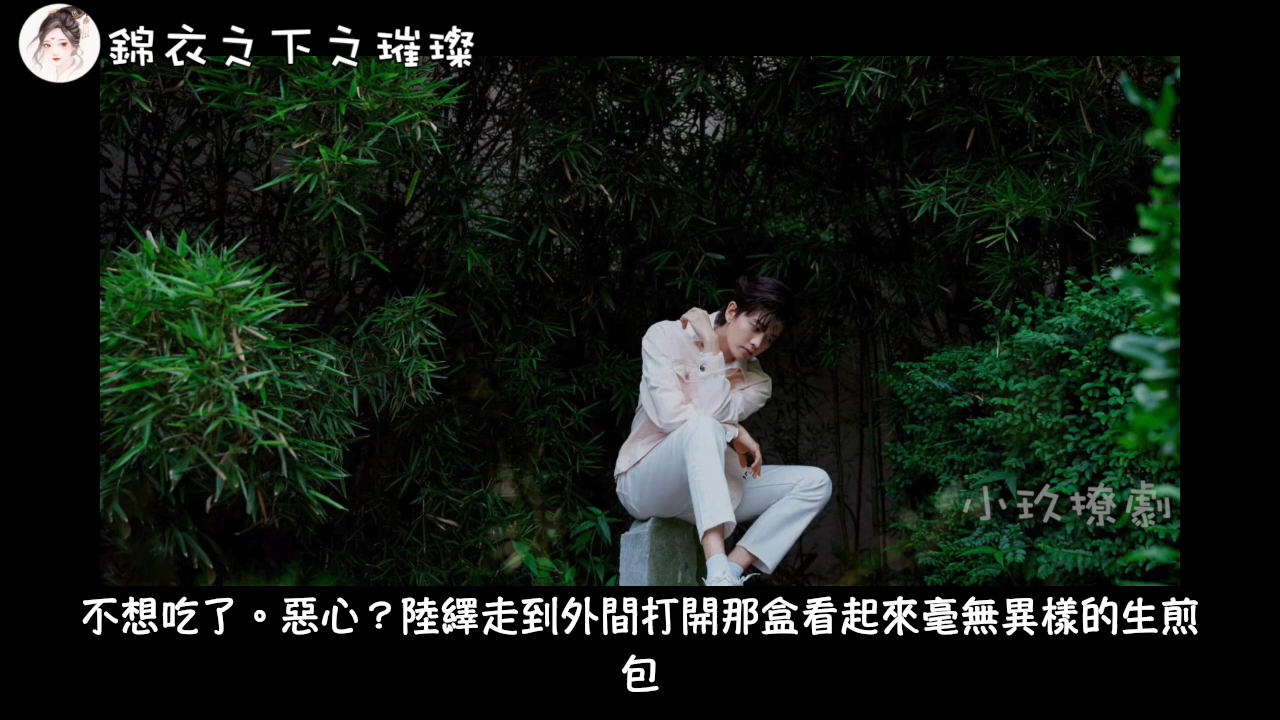 錦衣之下之璀璨
小玖撩劇
不想吃了。惡心？陸繹走到外間打開那盒看起來毫無異樣的生煎
包